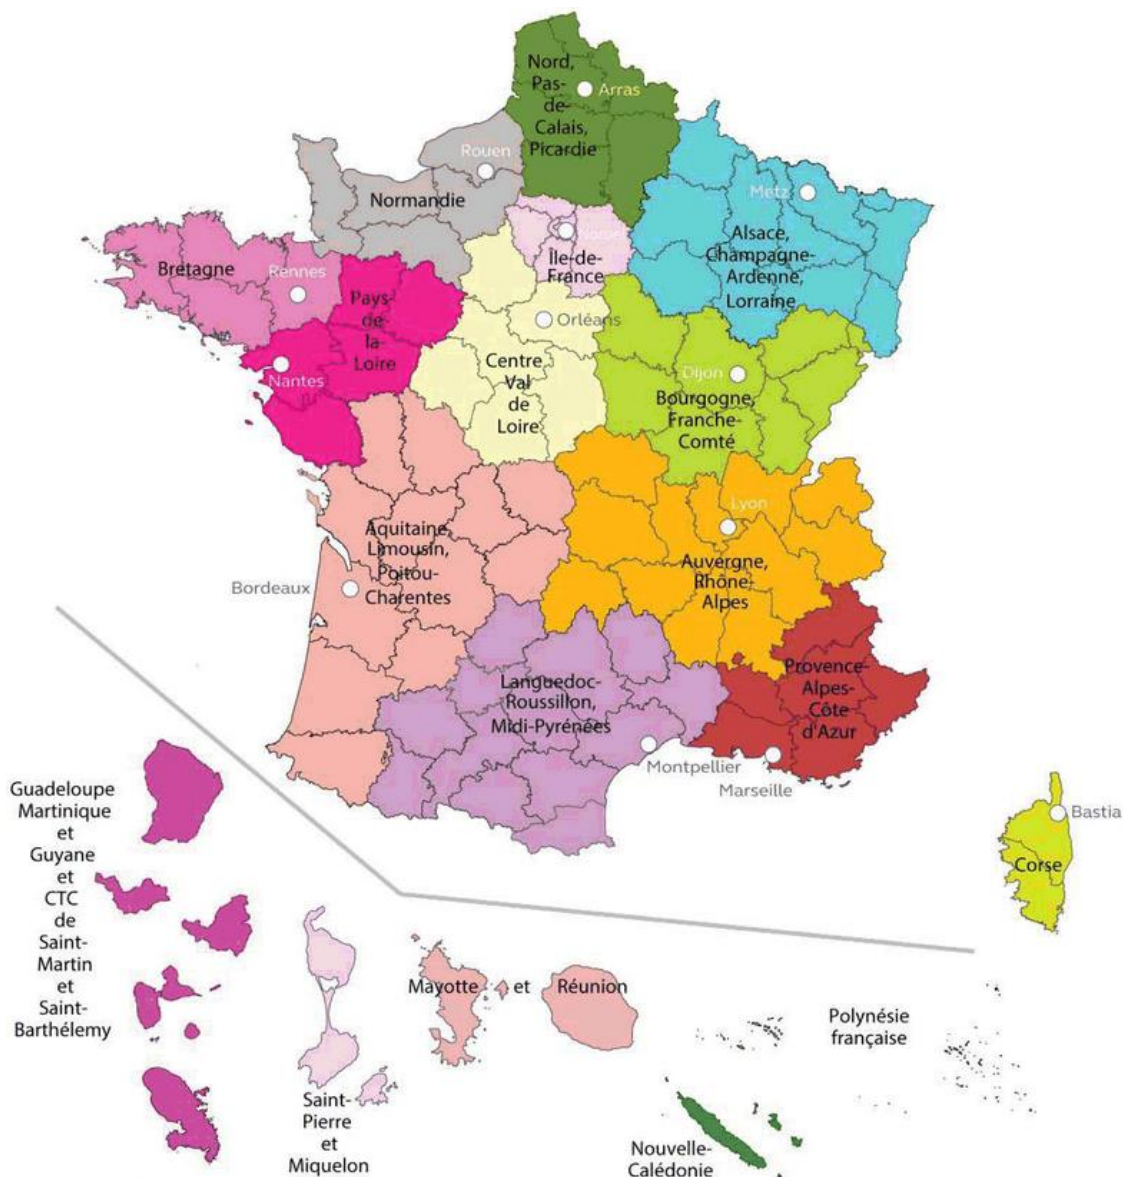 Nord,
Pas-
de-
Calais,
Picardie
Arras
Rouen
Normandie
Metz
Alsace,
Champagne-
Ardenne,
Lorraine
Île-de-
France
Bretagne
Rennes
Pays-
de-
la-
Loire
Nantes
Orléans
Centre
Val
de
Loire
Dijon
Bourgogne,
Franche-
Comté
Lyon
Auvergne,
Rhône-
Alpes
Aquitaine
Limousin,
Poitou-
Charentes
Bordeaux
Languedoc-
Roussillon,
Midi-Pyrénées
Montpellier
Provence-
Alpes-
Côte
d'Azur
Marseille
Bastia
Corse
Guadeloupe
Martinique
et
Guyane
et
CTC
de
Saint-
Martin
et
Saint-
Barthélemy
Saint-
Pierre
et
Miquelon
Mayotte et Réunion
Polynésie
française
Nouvelle-
Calédonie